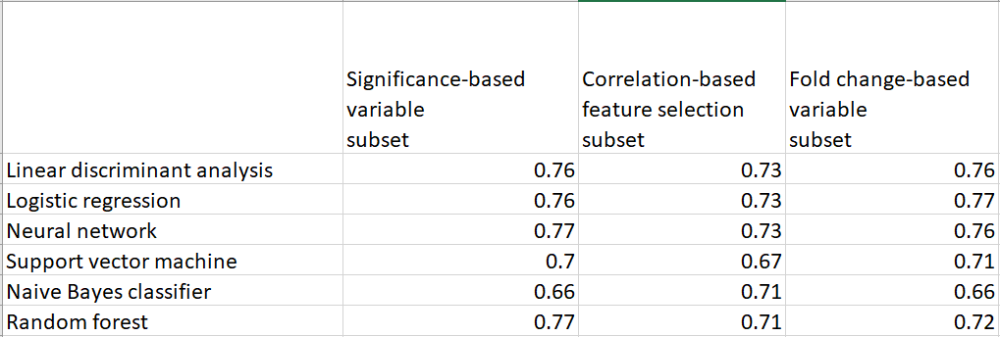 Significance-based Correlation-based Fold change-based
variable feature selection variable
subset subset subset
Linear discriminant analysis 0.76 0.73 0.76
Logistic regression 0.76 0.73 0.77
Neural network 0.77 0.73 0.76
Support vector machine 0.7 0.67 0.71
Naive Bayes classifier 0.66 0.71 0.66
Random forest 0.77 0.71 0.72